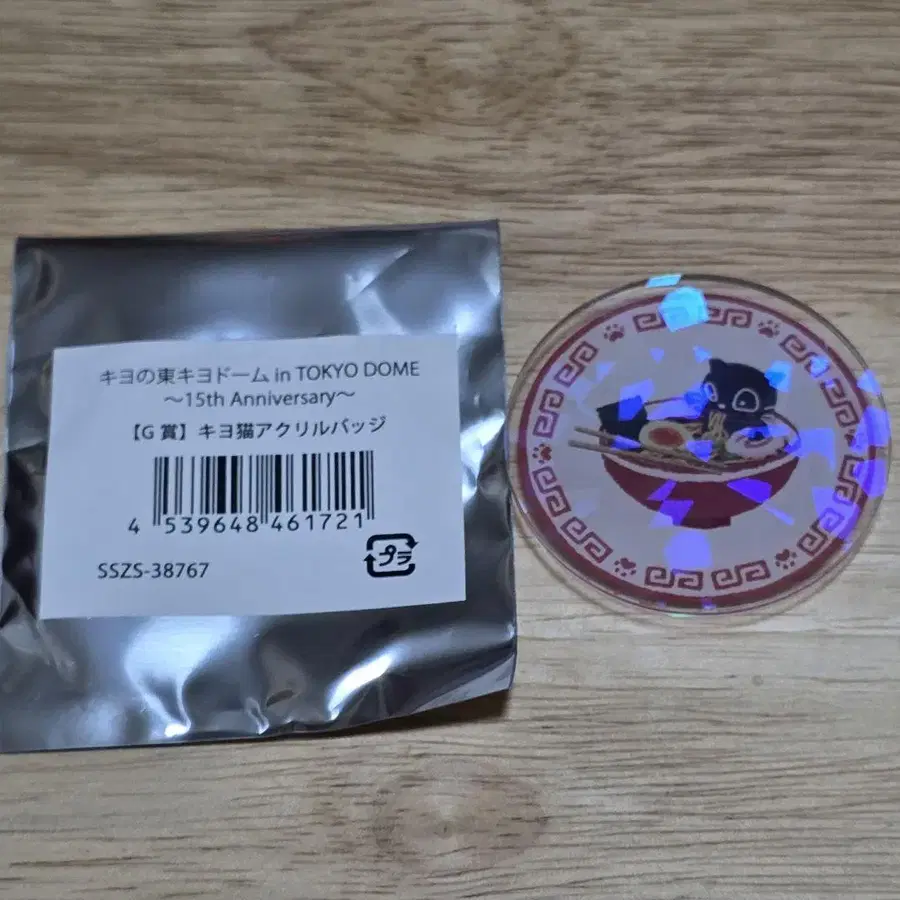 キヨの東キヨドーム in TOKYO DOME
～15th Anniversary～
【G 賞】キヨ猫アクリルバッジ
4 539648 461721
SSZS-38767
プラ